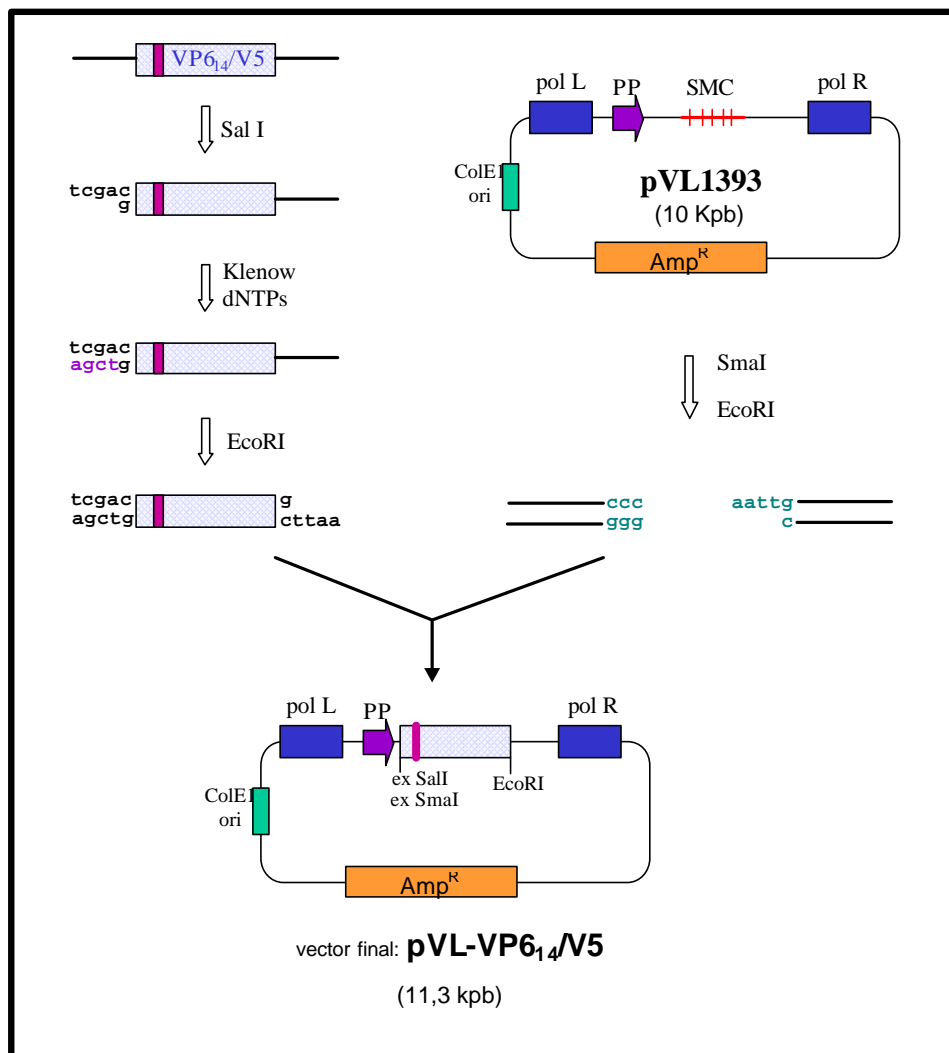 VP6₁₄/V5
Sal I
tcgac
g
Klenow
dNTPs
tcgac
agctg
EcoRI
tcgac
agctg
g
cttaa
pol L
PP
SMC
pol R
ColE1
ori
pVL1393
(10 Kpb)
Ampᴿ
SmaI
EcoRI
ccc
ggg
aattg
c
pol L
PP
pol R
ex SalI
ex SmaI
EcoRI
ColE1
ori
Ampᴿ
vector final: pVL-VP6₁₄/V5
(11,3 kpb)